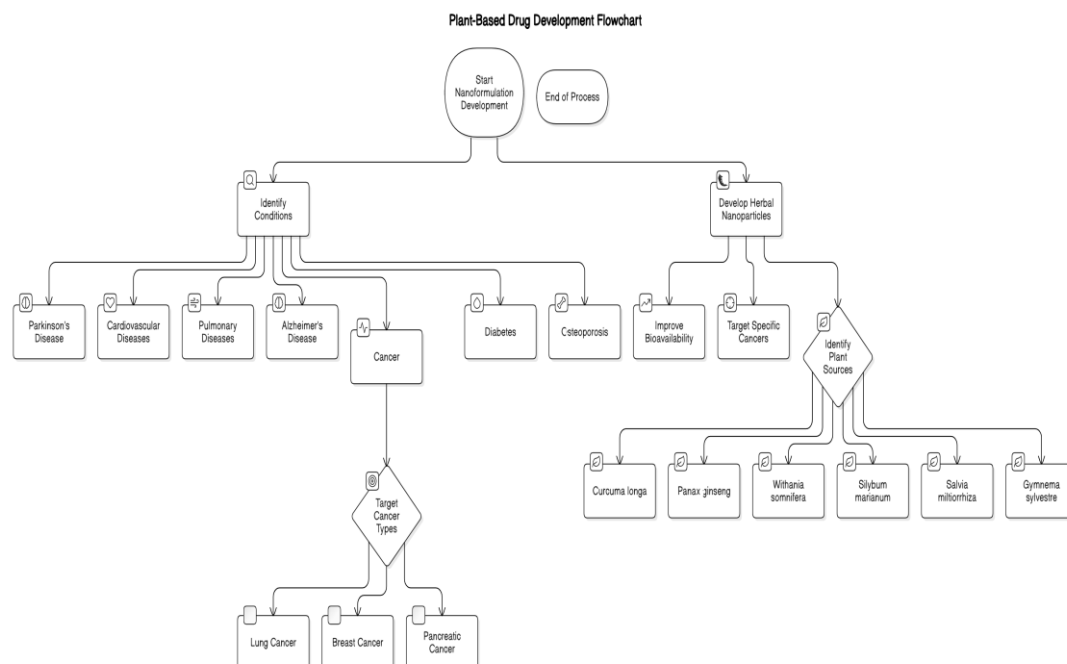 Plant-Based Drug Development Flowchart
Start
Nanoformulation
Development
End of Process
Identify
Conditions
Develop Herbal
Nanoparticles
Parkinson's
Disease
Cardiovascular
Diseases
Pulmonary
Diseases
Alzheimer's
Disease
Cancer
Diabetes
Osteoporosis
Improve
Bioavailability
Target Specific
Cancers
Identify
Plant
Sources
Curcuma longa
Panax ginseng
Withania
somnifera
Silybum
marianum
Salvia
miltiorrhiza
Gymnema
sylvestre
Target
Cancer
Types
Lung Cancer
Breast Cancer
Pancreatic
Cancer